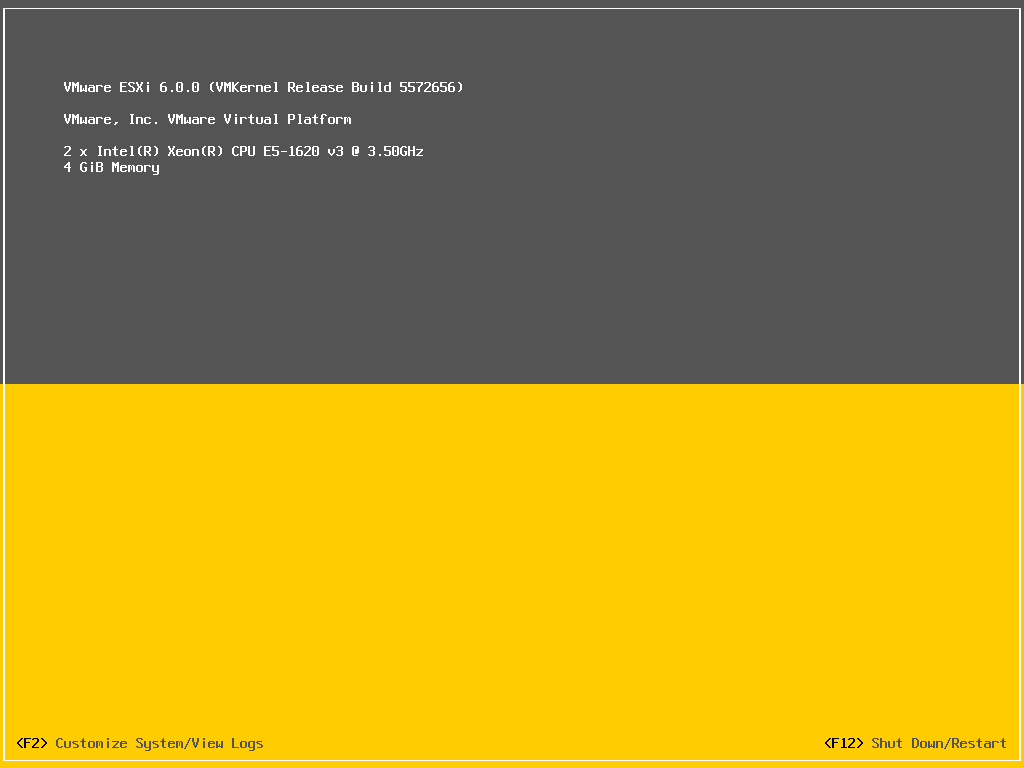 VMware ESXi 6.0.0 (VMKernel Release Build 5572656)
VMware, Inc. VMware Virtual Platform
2 x Intel(R) Xeon(R) CPU E5-1620 v3 @ 3.50GHz
4 GiB Memory
<F2> Customize System/View Logs
<F12> Shut Down/Restart